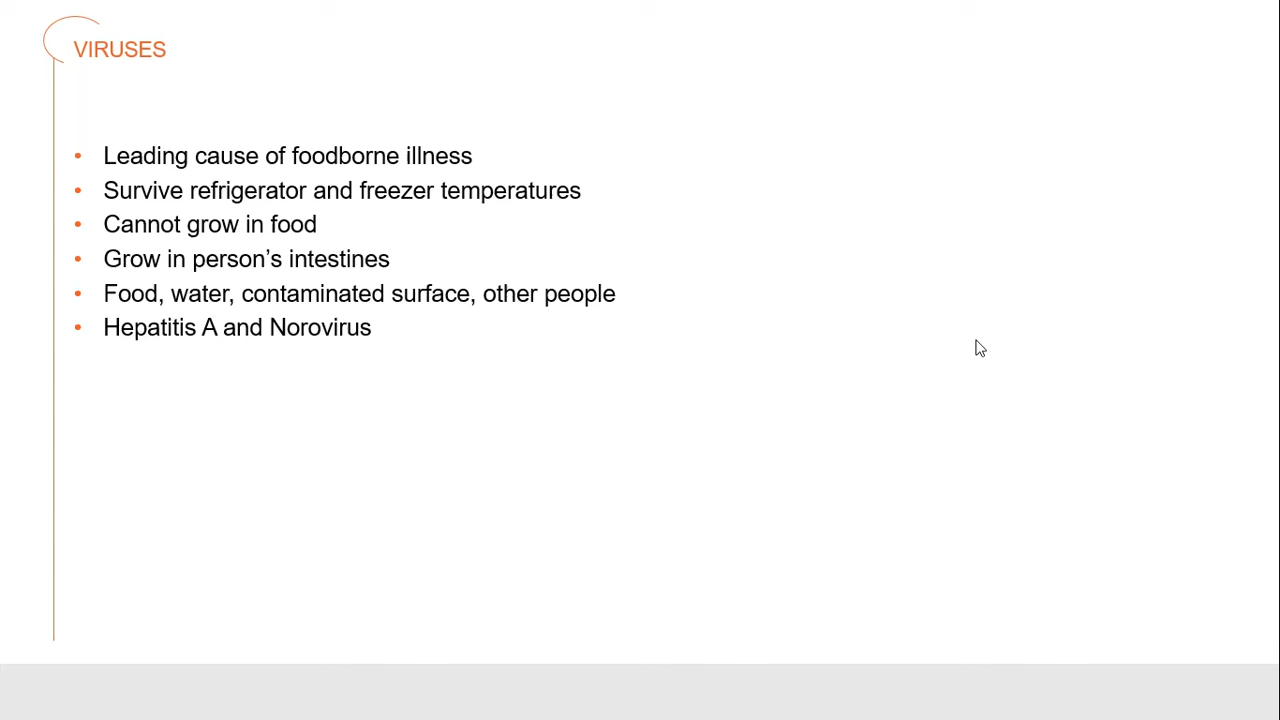 VIRUSES
• Leading cause of foodborne illness
• Survive refrigerator and freezer temperatures
• Cannot grow in food
• Grow in person’s intestines
• Food, water, contaminated surface, other people
• Hepatitis A and Norovirus